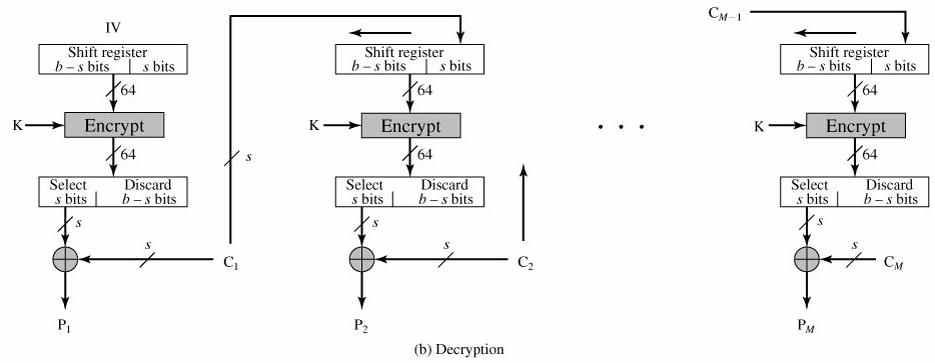 IV
Shift register
b – s bits | s bits
64
K
Encrypt
64
Select Discard
s bits | b – s bits
s
s
C1
P1
s
Shift register
b – s bits | s bits
64
K
Encrypt
64
Select Discard
s bits | b – s bits
s
s
C2
P2
. . .
CM–1
Shift register
b – s bits | s bits
64
K
Encrypt
64
Select Discard
s bits | b – s bits
s
s
CM
PM
(b) Decryption